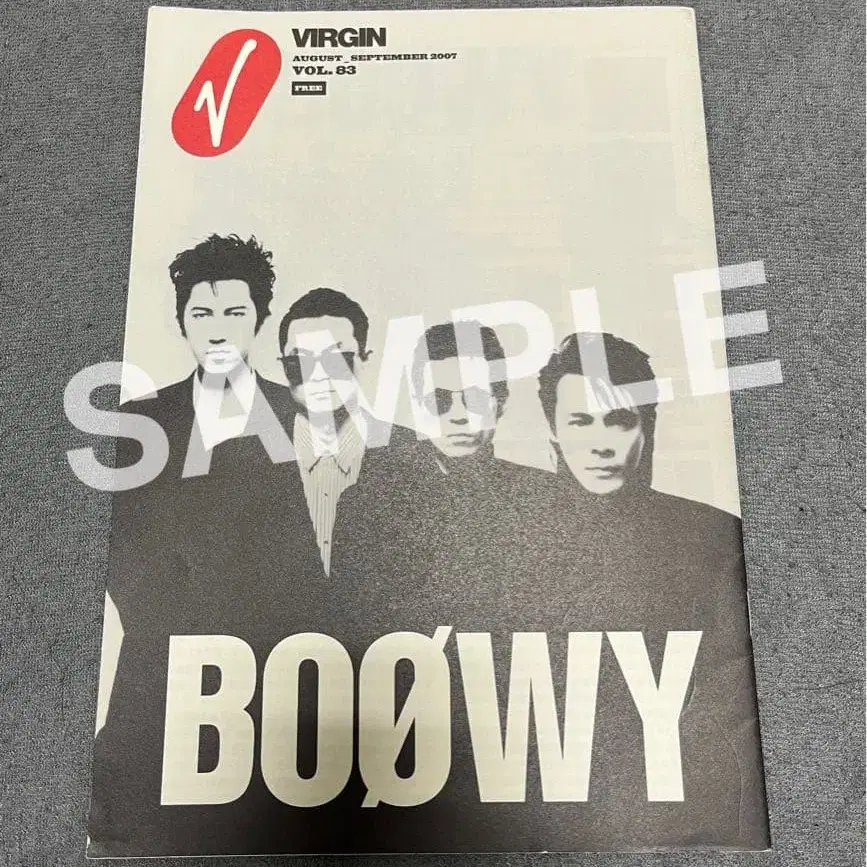 VIRGIN
AUGUST_SEPTEMBER 2007
VOL. 83
FREE
SAMPLE
BOØWY